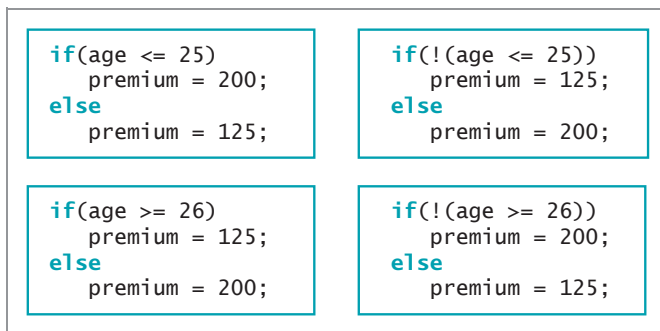 if(age <= 25)
   premium = 200;
else
   premium = 125;
if(!(age <= 25))
   premium = 125;
else
   premium = 200;
if(age >= 26)
   premium = 125;
else
   premium = 200;
if(!(age >= 26))
   premium = 200;
else
   premium = 125;